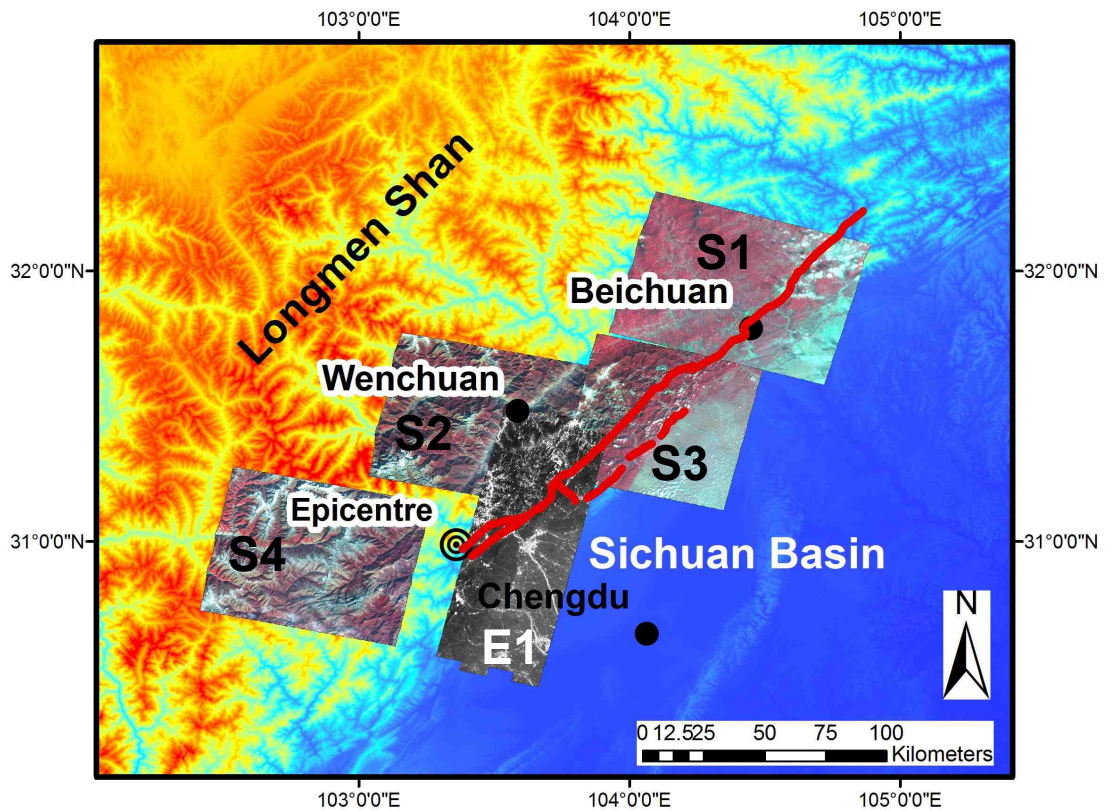 103°0'0"E 104°0'0"E 105°0'0"E
Longmen Shan
32°0'0"N 32°0'0"N
S1
Beichuan
Wenchuan
S2
S3
Epicentre
S4
31°0'0"N 31°0'0"N
Sichuan Basin
Chengdu
E1
N
0 12.525 50 75 100
Kilometers
103°0'0"E 104°0'0"E 105°0'0"E